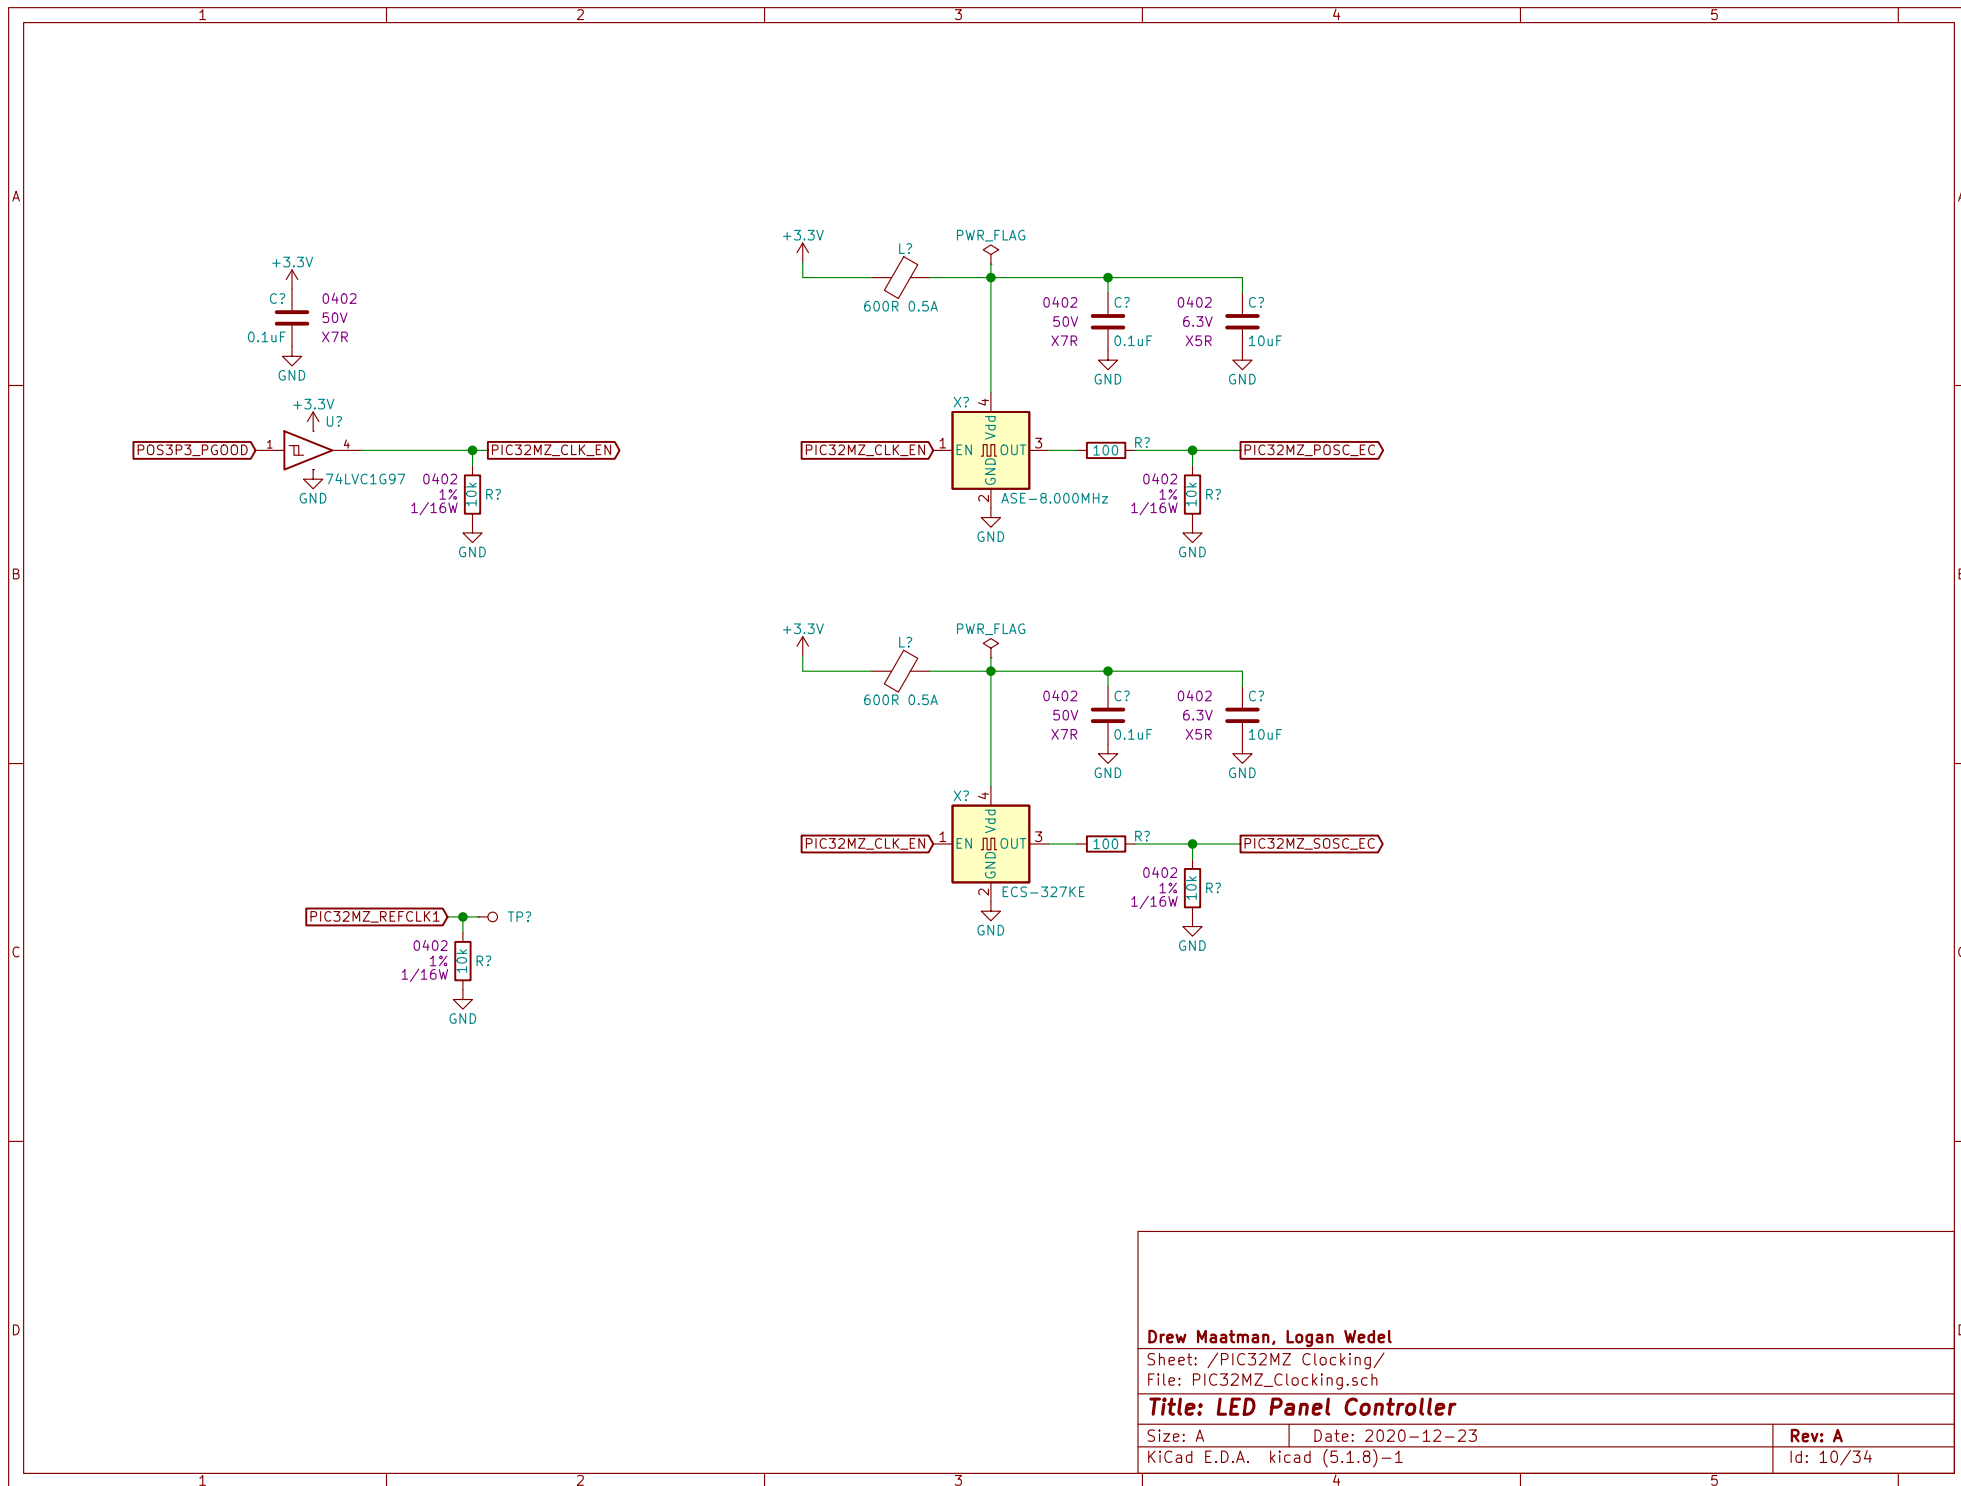 1 2 3 4 5
A
B
C
D
+3.3V
C?
0402
50V
X7R
0.1uF
GND
+3.3V
U?
POS3P3_PGOOD
1
4
PIC32MZ_CLK_EN
74LVC1G97
GND
0402
1%
1/16W
10k
R?
GND
+3.3V
L?
600R 0.5A
PWR_FLAG
0402
50V
X7R
C?
0.1uF
GND
0402
6.3V
X5R
C?
10uF
GND
X?
4
Vdd
PIC32MZ_CLK_EN
1
EN
OUT
3
GND
2
ASE-8.000MHz
GND
100
R?
PIC32MZ_POSC_EC
0402
1%
1/16W
10k
R?
GND
+3.3V
L?
600R 0.5A
PWR_FLAG
0402
50V
X7R
C?
0.1uF
GND
0402
6.3V
X5R
C?
10uF
GND
X?
4
Vdd
PIC32MZ_CLK_EN
1
EN
OUT
3
GND
2
ECS-327KE
GND
100
R?
PIC32MZ_SOSC_EC
0402
1%
1/16W
10k
R?
GND
PIC32MZ_REFCLK1
TP?
0402
1%
1/16W
10k
R?
GND
Drew Maatman, Logan Wedel
Sheet: /PIC32MZ Clocking/
File: PIC32MZ_Clocking.sch
Title: LED Panel Controller
Size: A Date: 2020-12-23 Rev: A
KiCad E.D.A. kicad (5.1.8)-1 Id: 10/34
1 2 3 4 5